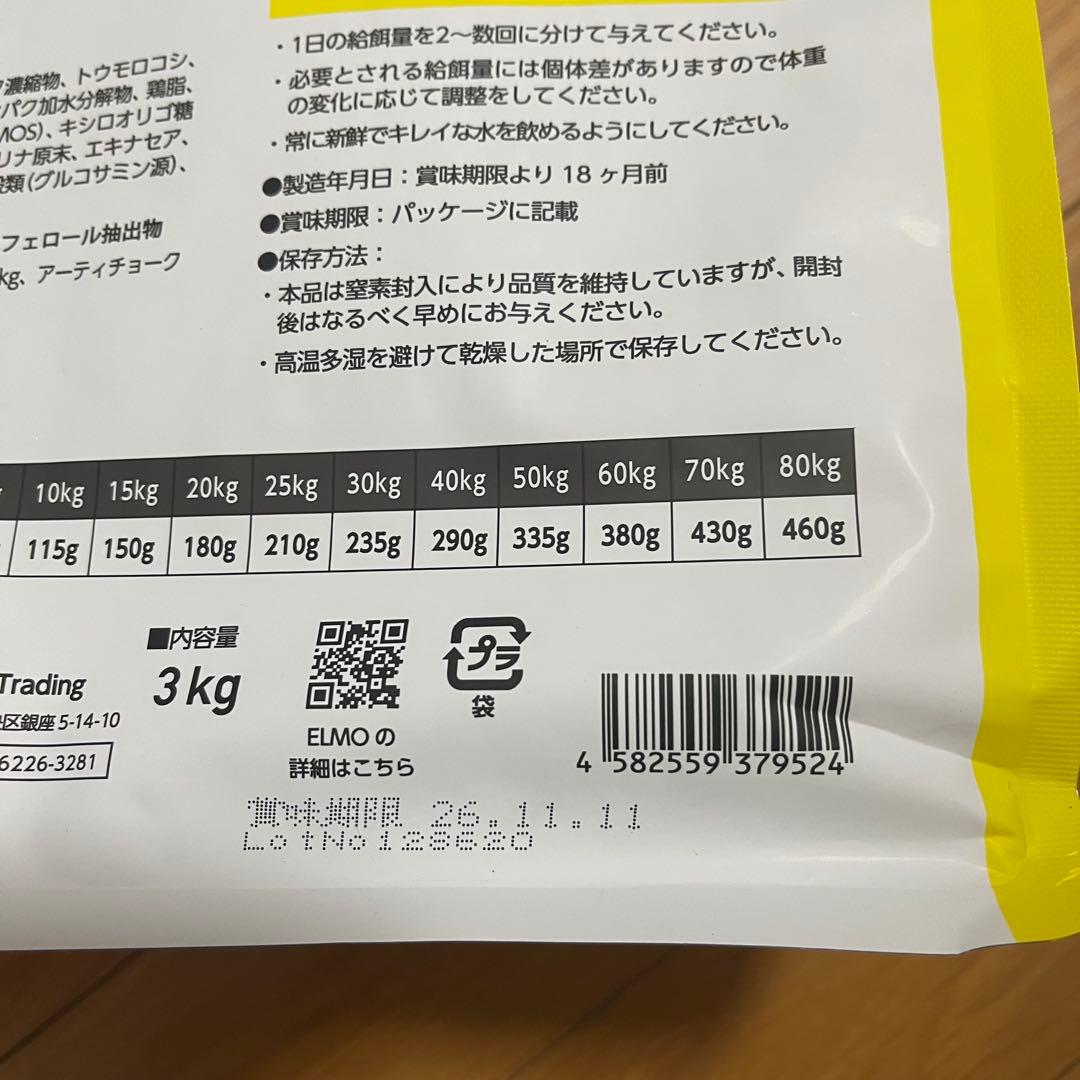 濃縮物、トウモロコシ、
パク加水分解物、鶏脂、
MOS)、キシロオリゴ糖
リナ原末、エキナセア、
類(グルコサミン源)、
フェロール抽出物
kg、アーティチョーク
・1日の給餌量を2〜数回に分けて与えてください。
・必要とされる給餌量には個体差がありますので体重
の変化に応じて調整をしてください。
・常に新鮮でキレイな水を飲めるようにしてください。
●製造年月日：賞味期限より18ヶ月前
●賞味期限：パッケージに記載
●保存方法：
・本品は窒素封入により品質を維持していますが、開封
後はなるべく早めにお与えください。
・高温多湿を避けて乾燥した場所で保存してください。
10kg 15kg 20kg 25kg 30kg 40kg 50kg 60kg 70kg 80kg
115g 150g 180g 210g 235g 290g 335g 380g 430g 460g
Trading
区銀座5-14-10
6226-3281
■内容量
3kg
ELMOの
詳細はこちら
プラ
袋
4 582559 379524
賞味期限 26.11.11
LotNo128620